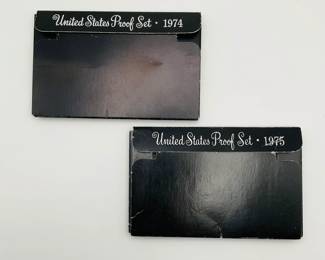 United States Proof Set · 1974
United States Proof Set · 1975